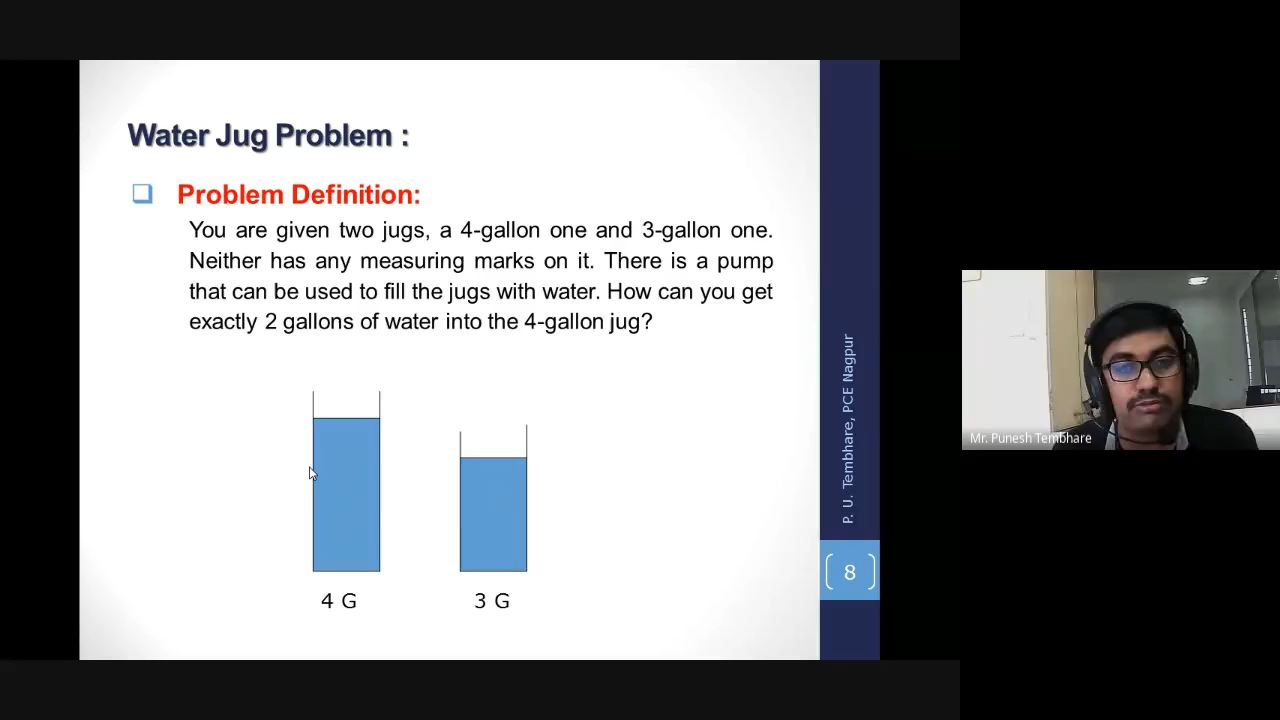 Water Jug Problem :
Problem Definition:
You are given two jugs, a 4-gallon one and 3-gallon one.
Neither has any measuring marks on it. There is a pump
that can be used to fill the jugs with water. How can you get
exactly 2 gallons of water into the 4-gallon jug?
4 G
3 G
P. U. Tembhare, PCE Nagpur
8
Mr. Punesh Tembhare